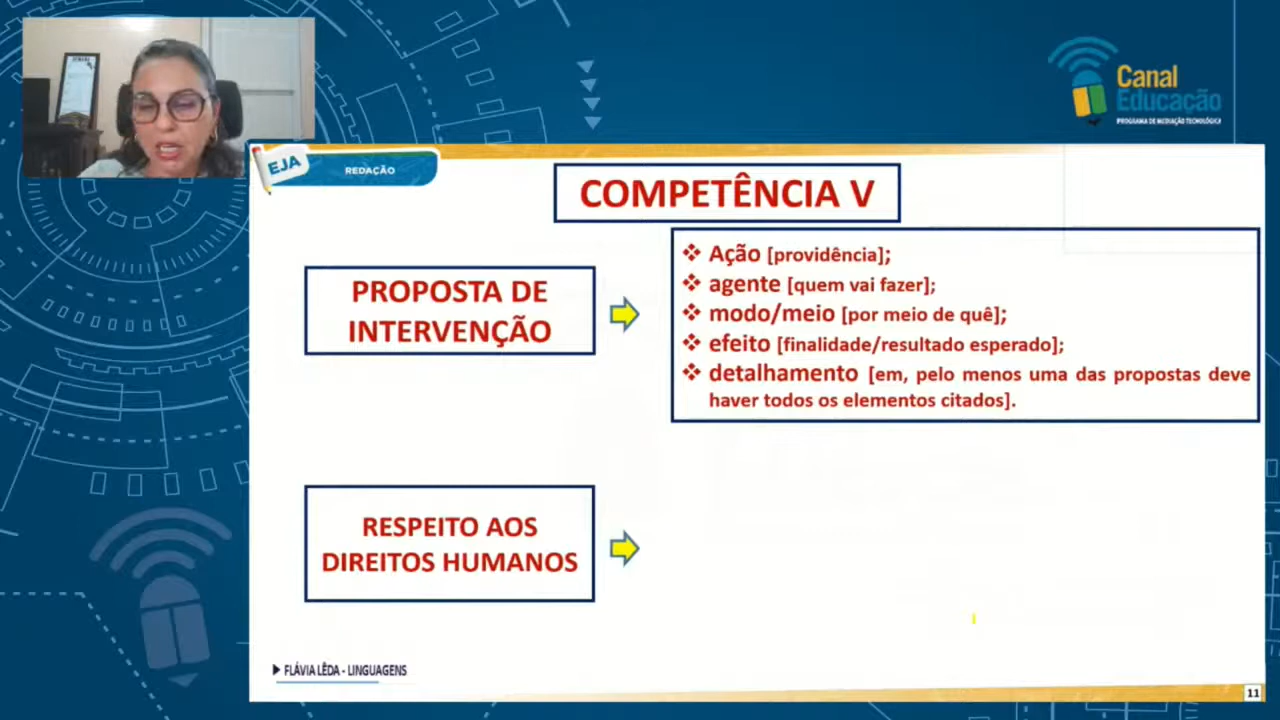 Canal
Educação
PROGRAMA DE MEDIAÇÃO TECNOLÓGICA
EJA
REDAÇÃO
COMPETÊNCIA V
PROPOSTA DE
INTERVENÇÃO
❖ Ação [providência];
❖ agente [quem vai fazer];
❖ modo/meio [por meio de quê];
❖ efeito [finalidade/resultado esperado];
❖ detalhamento [em, pelo menos uma das propostas deve
haver todos os elementos citados].
RESPEITO AOS
DIREITOS HUMANOS
FLÁVIA LÊDA - LINGUAGENS
11